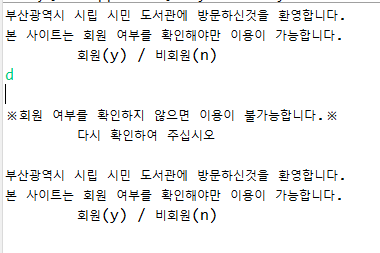 부산광역시 시립 시민 도서관에 방문하신것을 환영합니다.
본 사이트는 회원 여부를 확인해야만 이용이 가능합니다.
회원(y) / 비회원(n)
d
※회원 여부를 확인하지 않으면 이용이 불가능합니다.※
다시 확인하여 주십시오
부산광역시 시립 시민 도서관에 방문하신것을 환영합니다.
본 사이트는 회원 여부를 확인해야만 이용이 가능합니다.
회원(y) / 비회원(n)